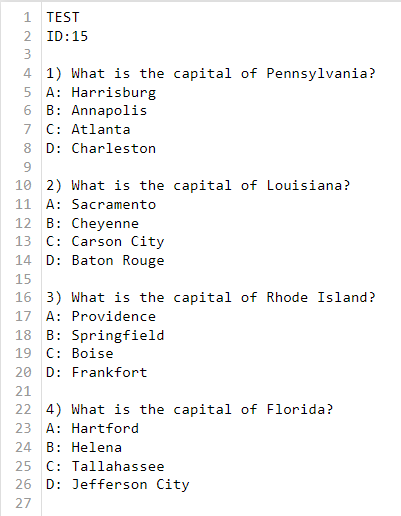 1 TEST
2 ID:15
3
4 1) What is the capital of Pennsylvania?
5 A: Harrisburg
6 B: Annapolis
7 C: Atlanta
8 D: Charleston
9
10 2) What is the capital of Louisiana?
11 A: Sacramento
12 B: Cheyenne
13 C: Carson City
14 D: Baton Rouge
15
16 3) What is the capital of Rhode Island?
17 A: Providence
18 B: Springfield
19 C: Boise
20 D: Frankfort
21
22 4) What is the capital of Florida?
23 A: Hartford
24 B: Helena
25 C: Tallahassee
26 D: Jefferson City
27